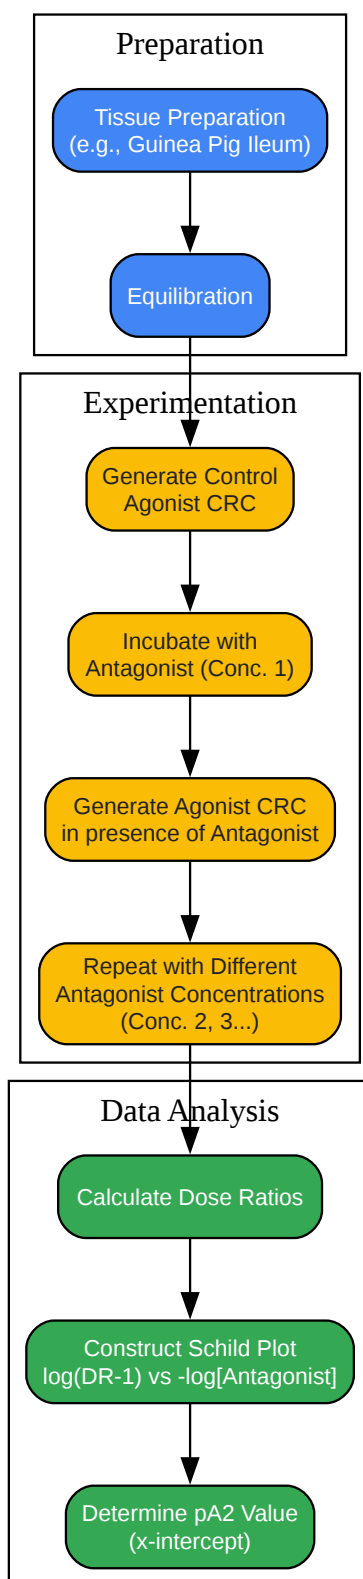 Preparation
Tissue Preparation
(e.g., Guinea Pig Ileum)
Equilibration
Experimentation
Generate Control
Agonist CRC
Incubate with
Antagonist (Conc. 1)
Generate Agonist CRC
in presence of Antagonist
Repeat with Different
Antagonist Concentrations
(Conc. 2, 3...)
Data Analysis
Calculate Dose Ratios
Construct Schild Plot
log(DR-1) vs -log[Antagonist]
Determine pA2 Value
(x-intercept)